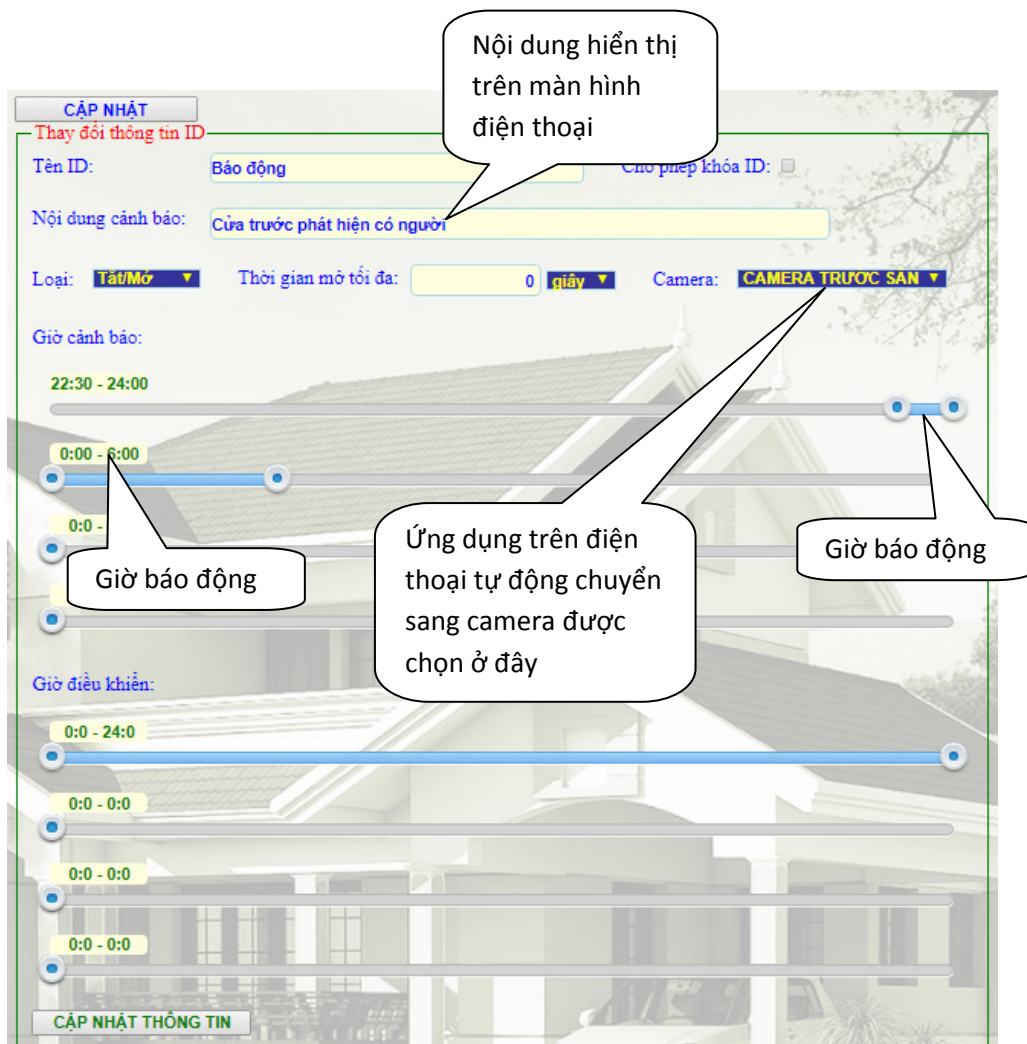 Nội dung hiển thị
trên màn hình
điện thoại
CẬP NHẬT
Thay đổi thông tin ID
Tên ID: Báo động Cho phép khóa ID:
Nội dung cảnh báo: Cửa trước phát hiện có người
Loại: Tắt/Mở Thời gian mở tối đa: 0 giây Camera: CAMERA TRƯỚC SAN
Giờ cảnh báo:
22:30 - 24:00
0:00 - 6:00
0:0 -
Giờ báo động
Ứng dụng trên điện
thoại tự động chuyển
sang camera được
chọn ở đây
Giờ báo động
Giờ điều khiển:
0:0 - 24:0
0:0 - 0:0
0:0 - 0:0
0:0 - 0:0
CẬP NHẬT THÔNG TIN